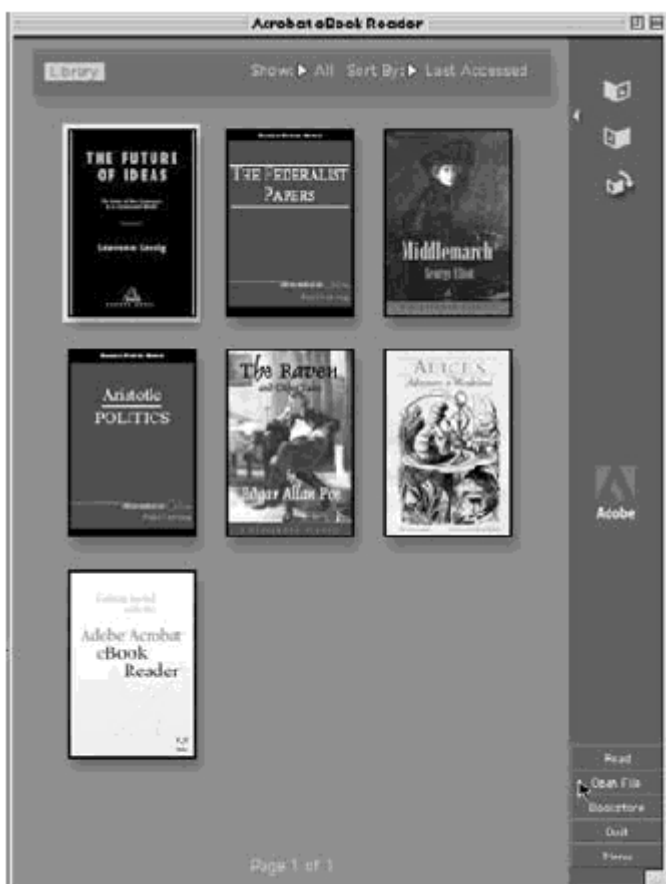 Acrobat eBook Reader
Library
Show: All Sort By: Last Accessed
THE FUTURE
OF IDEAS
Lawrence Lessig
THE FEDERALIST
PAPERS
Middlemarch
George Eliot
Aristotle
POLITICS
The Raven
and Other Tales
by
Edgar Allan Poe
ALICE'S
Adventures in Wonderland
Adobe Acrobat
eBook
Reader
Adobe
Read
Open File
Bookstore
Quit
Menu
Page 1 of 1